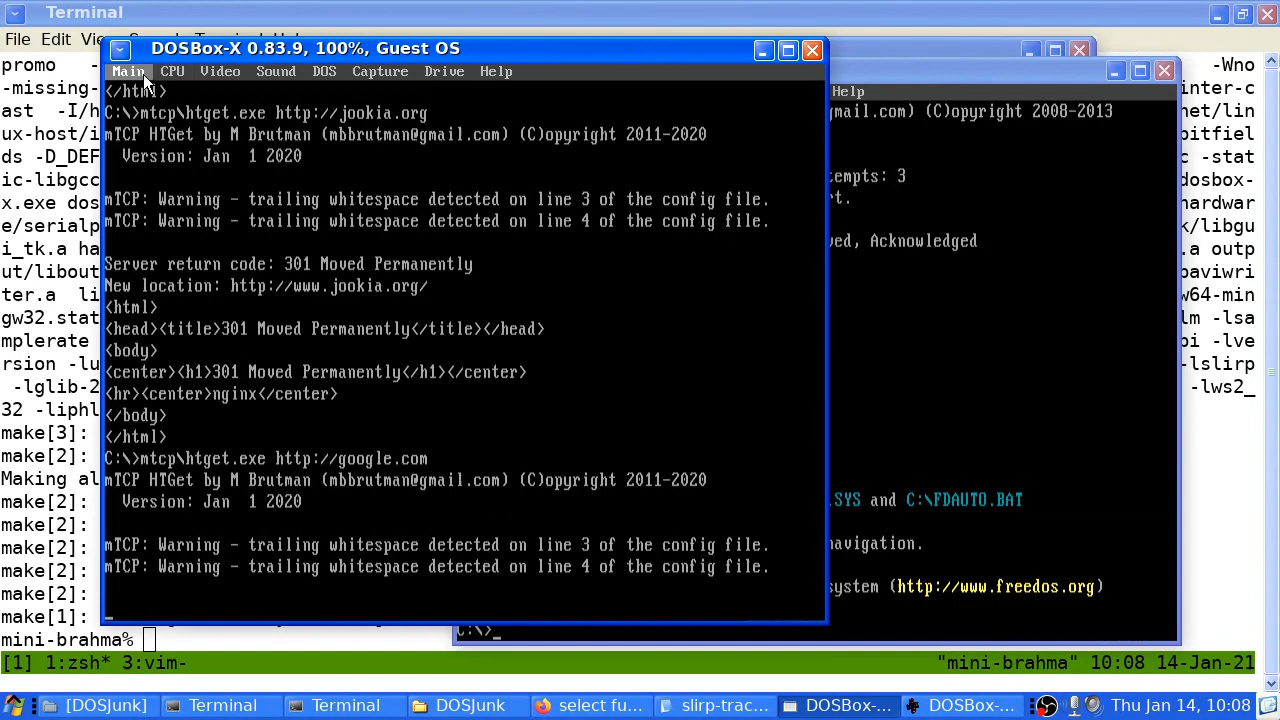 Terminal
File Edit Vi
DOSBox-X 0.83.9, 100%, Guest OS
Main CPU Video Sound DOS Capture Drive Help
</html>
C:\>mtcp\htget.exe http://jookia.org
mTCP HTGet by M Brutman (mbbrutman@gmail.com) (C)opyright 2011-2020
Version: Jan 1 2020
mTCP: Warning - trailing whitespace detected on line 3 of the config file.
mTCP: Warning - trailing whitespace detected on line 4 of the config file.
Server return code: 301 Moved Permanently
New location: http://www.jookia.org/
<html>
<head><title>301 Moved Permanently</title></head>
<body>
<center><h1>301 Moved Permanently</h1></center>
<hr><center>nginx</center>
</body>
</html>
C:\>mtcp\htget.exe http://google.com
mTCP HTGet by M Brutman (mbbrutman@gmail.com) (C)opyright 2011-2020
Version: Jan 1 2020
mTCP: Warning - trailing whitespace detected on line 3 of the config file.
mTCP: Warning - trailing whitespace detected on line 4 of the config file.
Help
gmail.com) (C)opyright 2008-2013
tempts: 3
rt.
ved, Acknowledged
.SYS and C:\FDAUTO.BAT
navigation.
system (http://www.freedos.org)
C:\>_
promo -
-missing-
ast -I/h
ux-host/i
ds -D_DEF
ic-libgcc
x.exe dos
e/serialp
i_tk.a ha
ut/libout
ter.a li
gw32.stat
mplerate
rsion -lu
-lglib-2
32 -liphl
make[3]:
make[2]:
Making al
make[2]:
make[2]:
make[2]:
make[2]:
make[2]:
make[1]:
mini-brahma%
-Wno
inter-c
net/lin
bitfiel
c -stat
dosbox-
hardwar
k/libgu
.a outp
paviwri
w64-min
lm -lsa
pi -lve
-lslirp
-lws2_
[1] 1:zsh* 3:vim-
"mini-brahma" 10:08 14-Jan-21
[DOSJunk]
Terminal
Terminal
DOSJunk
select fu...
slirp-trac...
DOSBox-...
DOSBox-...
Thu Jan 14, 10:08